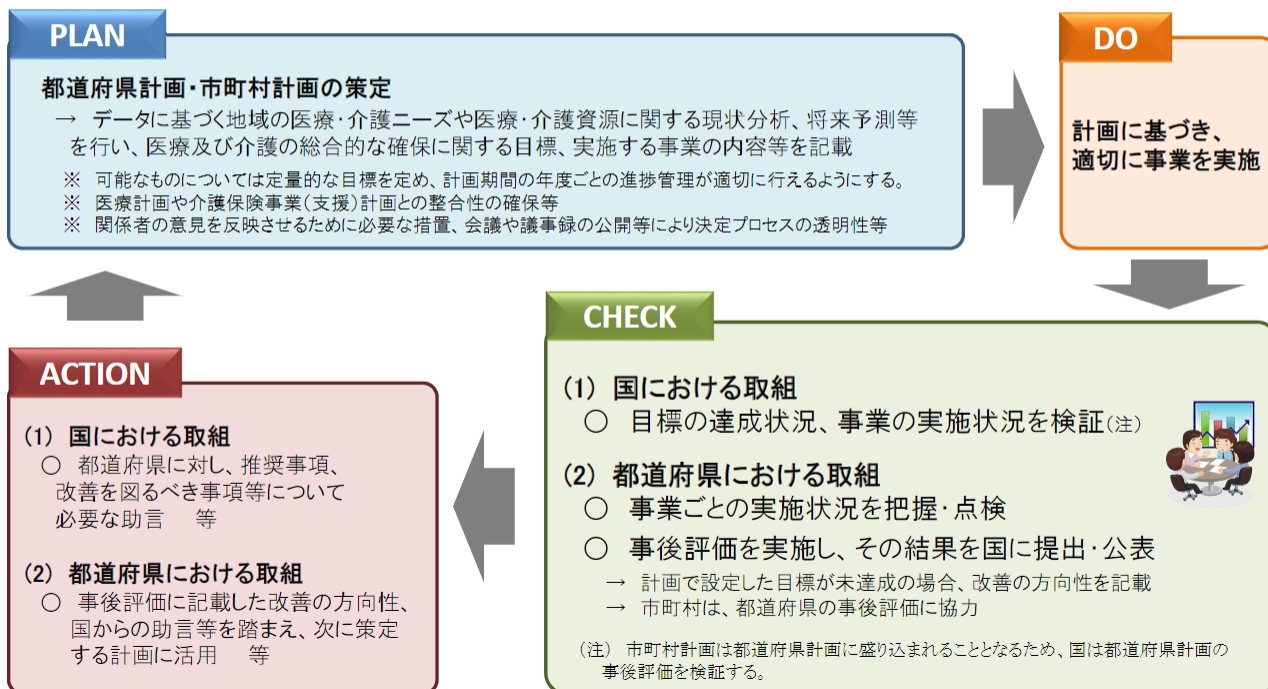 PLAN
都道府県計画・市町村計画の策定
→ データに基づく地域の医療・介護ニーズや医療・介護資源に関する現状分析、将来予測等
を行い、医療及び介護の総合的な確保に関する目標、実施する事業の内容等を記載
※ 可能なものについては定量的な目標を定め、計画期間の年度ごとの進捗管理が適切に行えるようにする。
※ 医療計画や介護保険事業（支援）計画との整合性の確保等
※ 関係者の意見を反映させるために必要な措置、会議や議事録の公開等により決定プロセスの透明性等
DO
計画に基づき、
適切に事業を実施
CHECK
(1) 国における取組
○ 目標の達成状況、事業の実施状況を検証(注)
(2) 都道府県における取組
○ 事業ごとの実施状況を把握・点検
○ 事後評価を実施し、その結果を国に提出・公表
→ 計画で設定した目標が未達成の場合、改善の方向性を記載
→ 市町村は、都道府県の事後評価に協力
(注) 市町村計画は都道府県計画に盛り込まれることとなるため、国は都道府県計画の
事後評価を検証する。
ACTION
(1) 国における取組
○ 都道府県に対し、推奨事項、
改善を図るべき事項等について
必要な助言 等
(2) 都道府県における取組
○ 事後評価に記載した改善の方向性、
国からの助言等を踏まえ、次に策定
する計画に活用 等